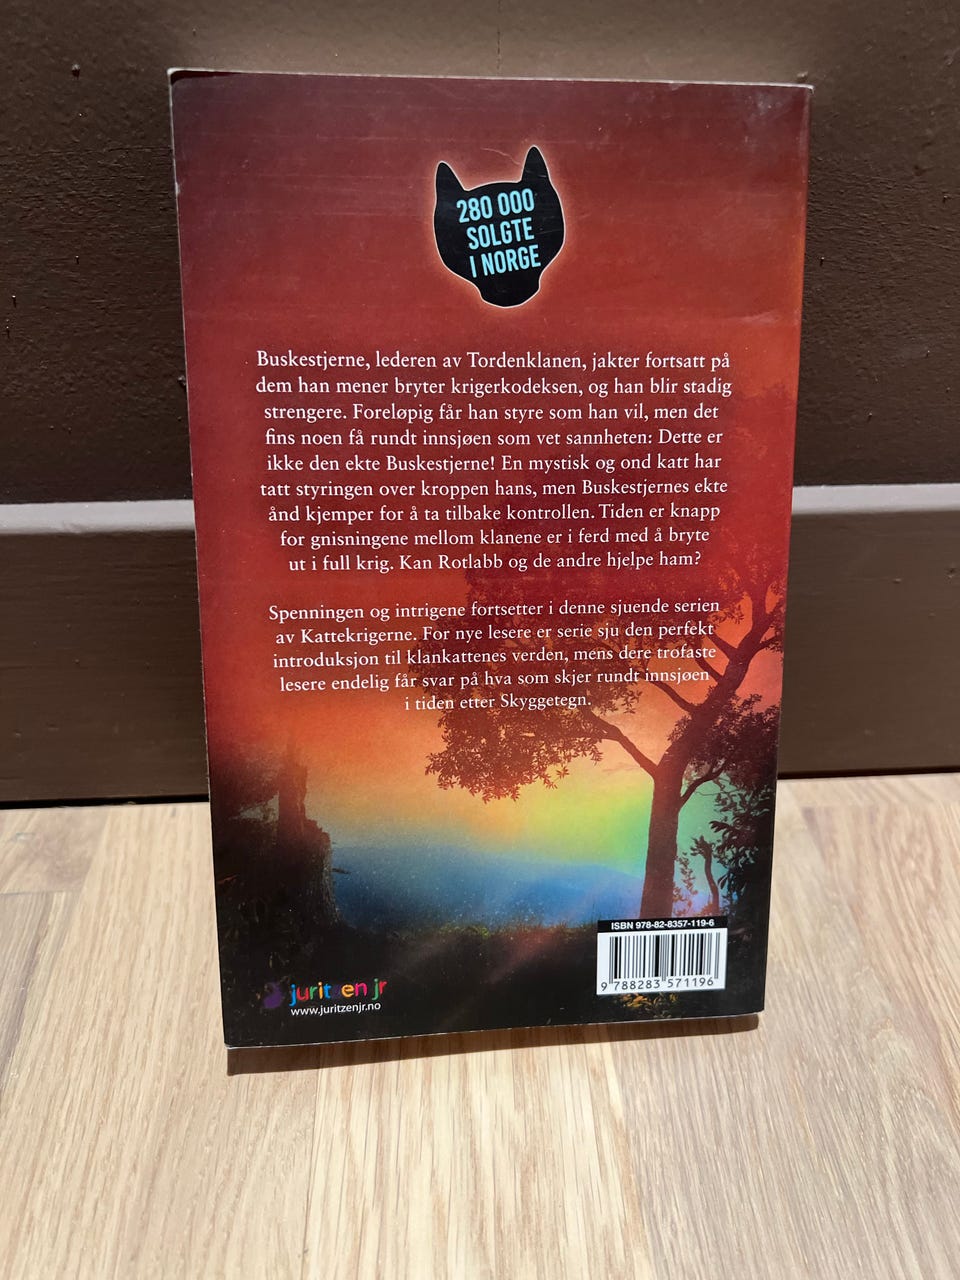 280 000
SOLGTE
I NORGE
Buskestjerne, lederen av Tordenklanen, jakter fortsatt på
dem han mener bryter krigerkodeksen, og han blir stadig
strengere. Foreløpig får han styre som han vil, men det
fins noen få rundt innsjøen som vet sannheten: Dette er
ikke den ekte Buskestjerne! En mystisk og ond katt har
tatt styringen over kroppen hans, men Buskestjernes ekte
ånd kjemper for å ta tilbake kontrollen. Tiden er knapp
for gnisningene mellom klanene er i ferd med å bryte
ut i full krig. Kan Rotlabb og de andre hjelpe ham?
Spenningen og intrigene fortsetter i denne sjuende serien
av Kattekrigerne. For nye lesere er serie sju den perfekt
introduksjon til klankattenes verden, mens dere trofaste
lesere endelig får svar på hva som skjer rundt innsjøen
i tiden etter Skyggetegn.
ISBN 978-82-8357-119-6
9 788283 571196
juritzen jr
www.juritzenjr.no